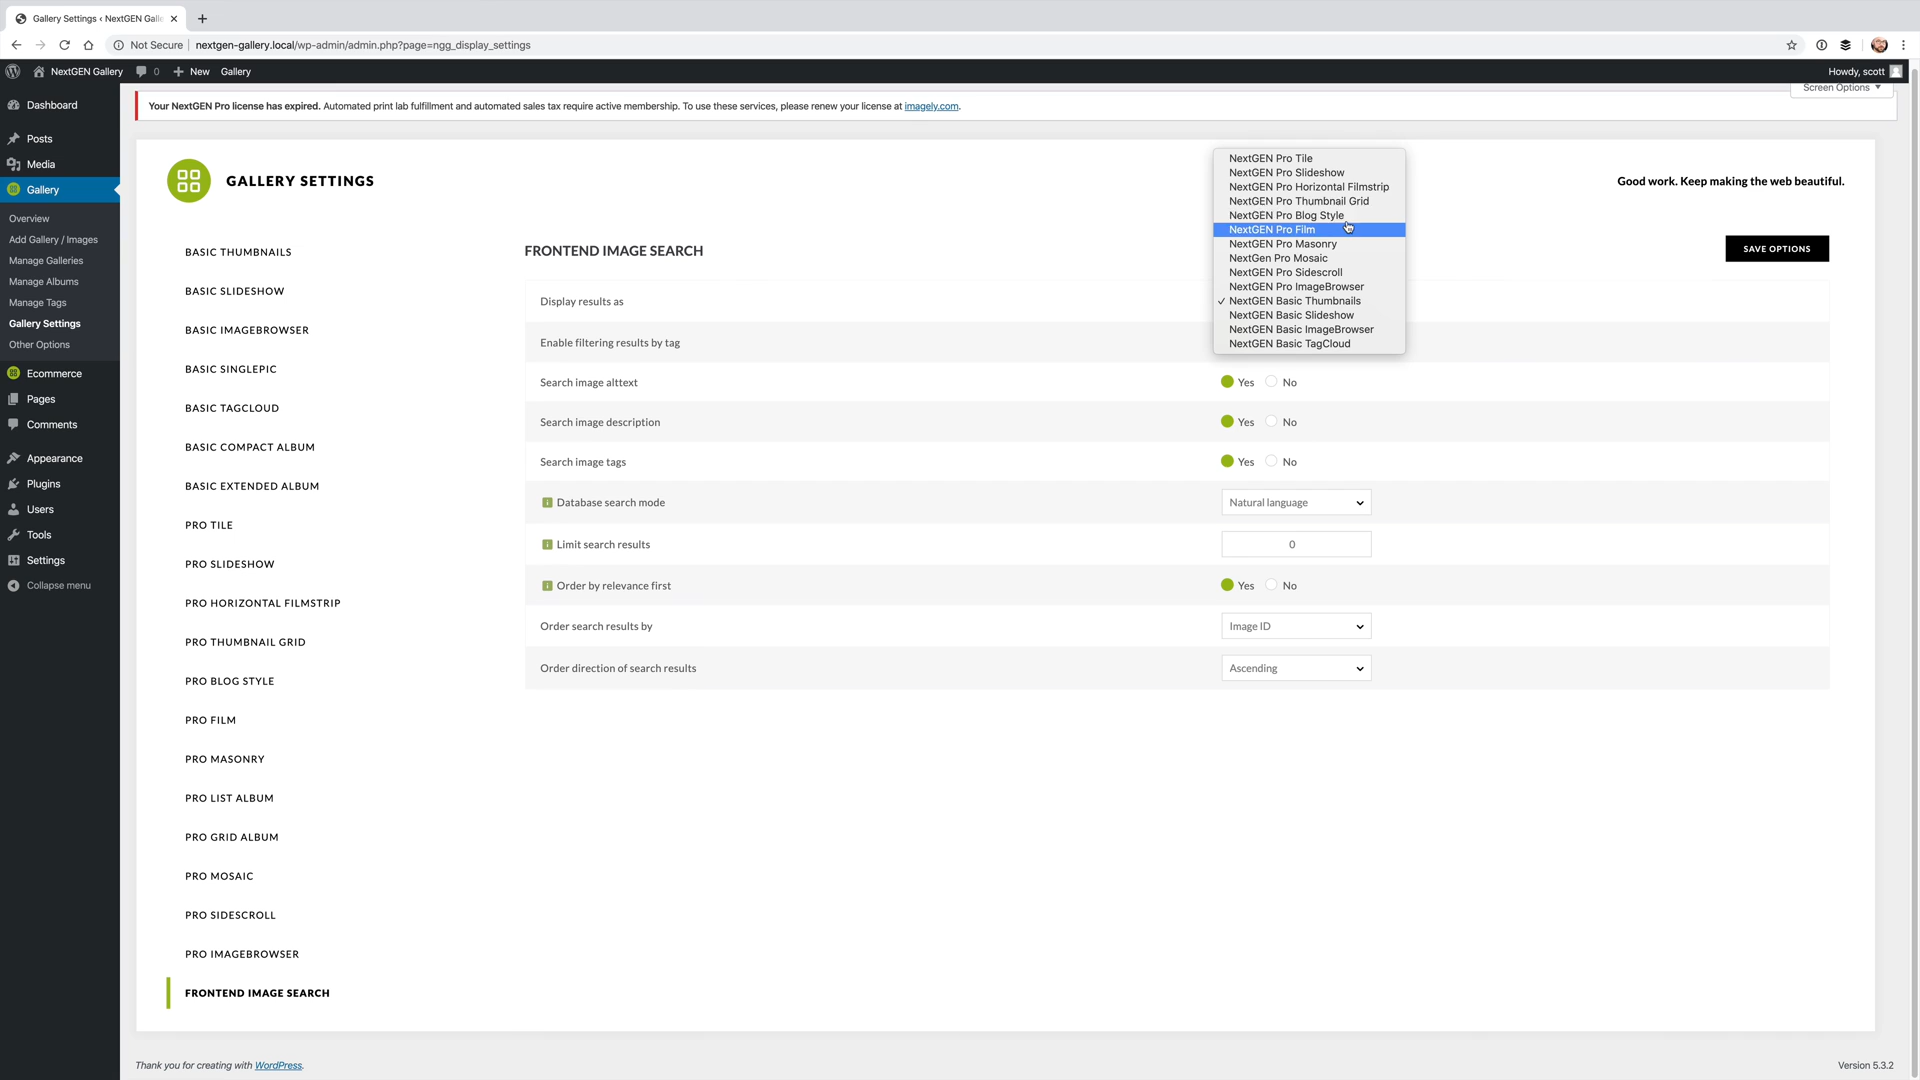 Gallery Settings ‹ NextGEN Gall
Not Secure
nextgen-gallery.local/wp-admin/admin.php?page=ngg_display_settings
NextGEN Gallery
0
New
Gallery
Howdy, scott
Screen Options
Your NextGEN Pro license has expired. Automated print lab fulfillment and automated sales tax require active membership. To use these services, please renew your license at imagely.com.
Dashboard
Posts
Media
Gallery
Overview
Add Gallery / Images
Manage Galleries
Manage Albums
Manage Tags
Gallery Settings
Other Options
Ecommerce
Pages
Comments
Appearance
Plugins
Users
Tools
Settings
Collapse menu
GALLERY SETTINGS
Good work. Keep making the web beautiful.
BASIC THUMBNAILS
BASIC SLIDESHOW
BASIC IMAGEBROWSER
BASIC SINGLEPIC
BASIC TAGCLOUD
BASIC COMPACT ALBUM
BASIC EXTENDED ALBUM
PRO TILE
PRO SLIDESHOW
PRO HORIZONTAL FILMSTRIP
PRO THUMBNAIL GRID
PRO BLOG STYLE
PRO FILM
PRO MASONRY
PRO LIST ALBUM
PRO GRID ALBUM
PRO MOSAIC
PRO SIDESCROLL
PRO IMAGEBROWSER
FRONTEND IMAGE SEARCH
FRONTEND IMAGE SEARCH
SAVE OPTIONS
Display results as
NextGEN Pro Tile
NextGEN Pro Slideshow
NextGEN Pro Horizontal Filmstrip
NextGEN Pro Thumbnail Grid
NextGEN Pro Blog Style
NextGEN Pro Film
NextGEN Pro Masonry
NextGen Pro Mosaic
NextGEN Pro Sidescroll
NextGEN Pro ImageBrowser
✓ NextGEN Basic Thumbnails
NextGEN Basic Slideshow
NextGEN Basic ImageBrowser
NextGEN Basic TagCloud
Enable filtering results by tag
Search image alttext
Yes No
Search image description
Yes No
Search image tags
Yes No
Database search mode
Natural language
Limit search results
0
Order by relevance first
Yes No
Order search results by
Image ID
Order direction of search results
Ascending
Thank you for creating with WordPress.
Version 5.3.2